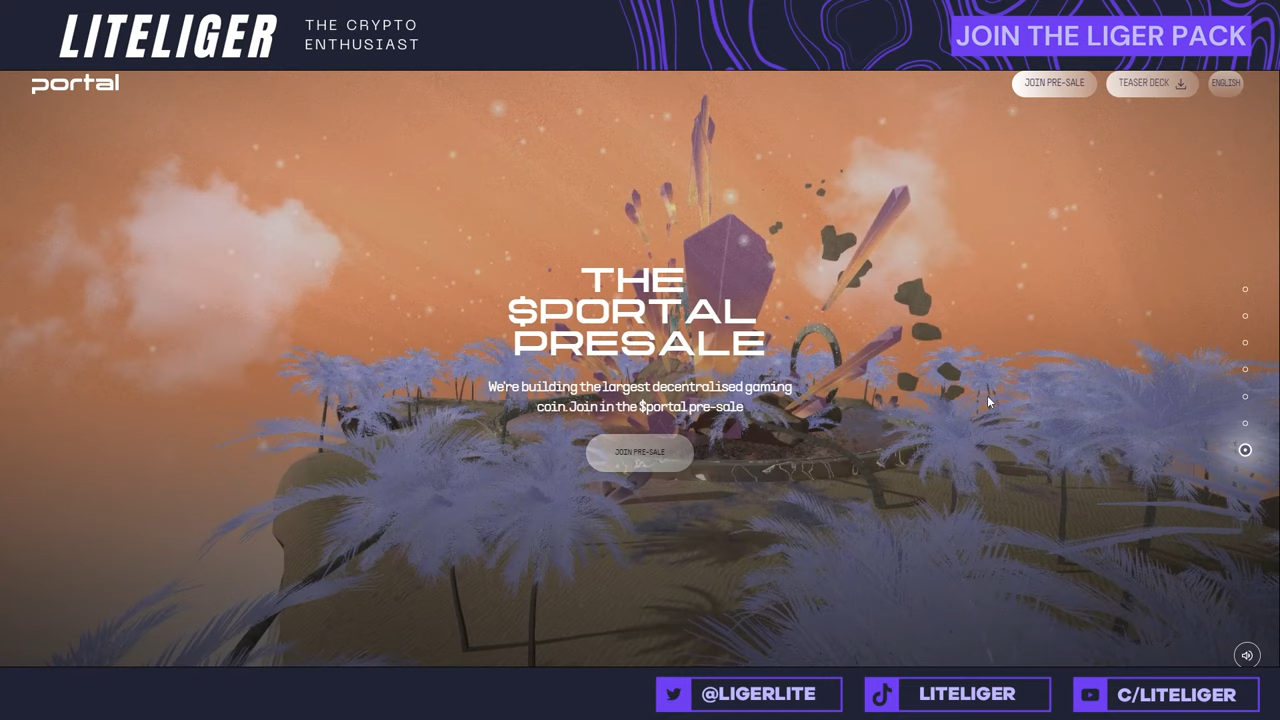 LITELIGER
THE CRYPTO
ENTHUSIAST
JOIN THE LIGER PACK
portal
JOIN PRE-SALE
TEASER DECK
ENGLISH
THE
$PORTAL
PRESALE
We're building the largest decentralised gaming
coin. Join in the $portal pre-sale
JOIN PRE-SALE
@LIGERLITE
LITELIGER
C/LITELIGER